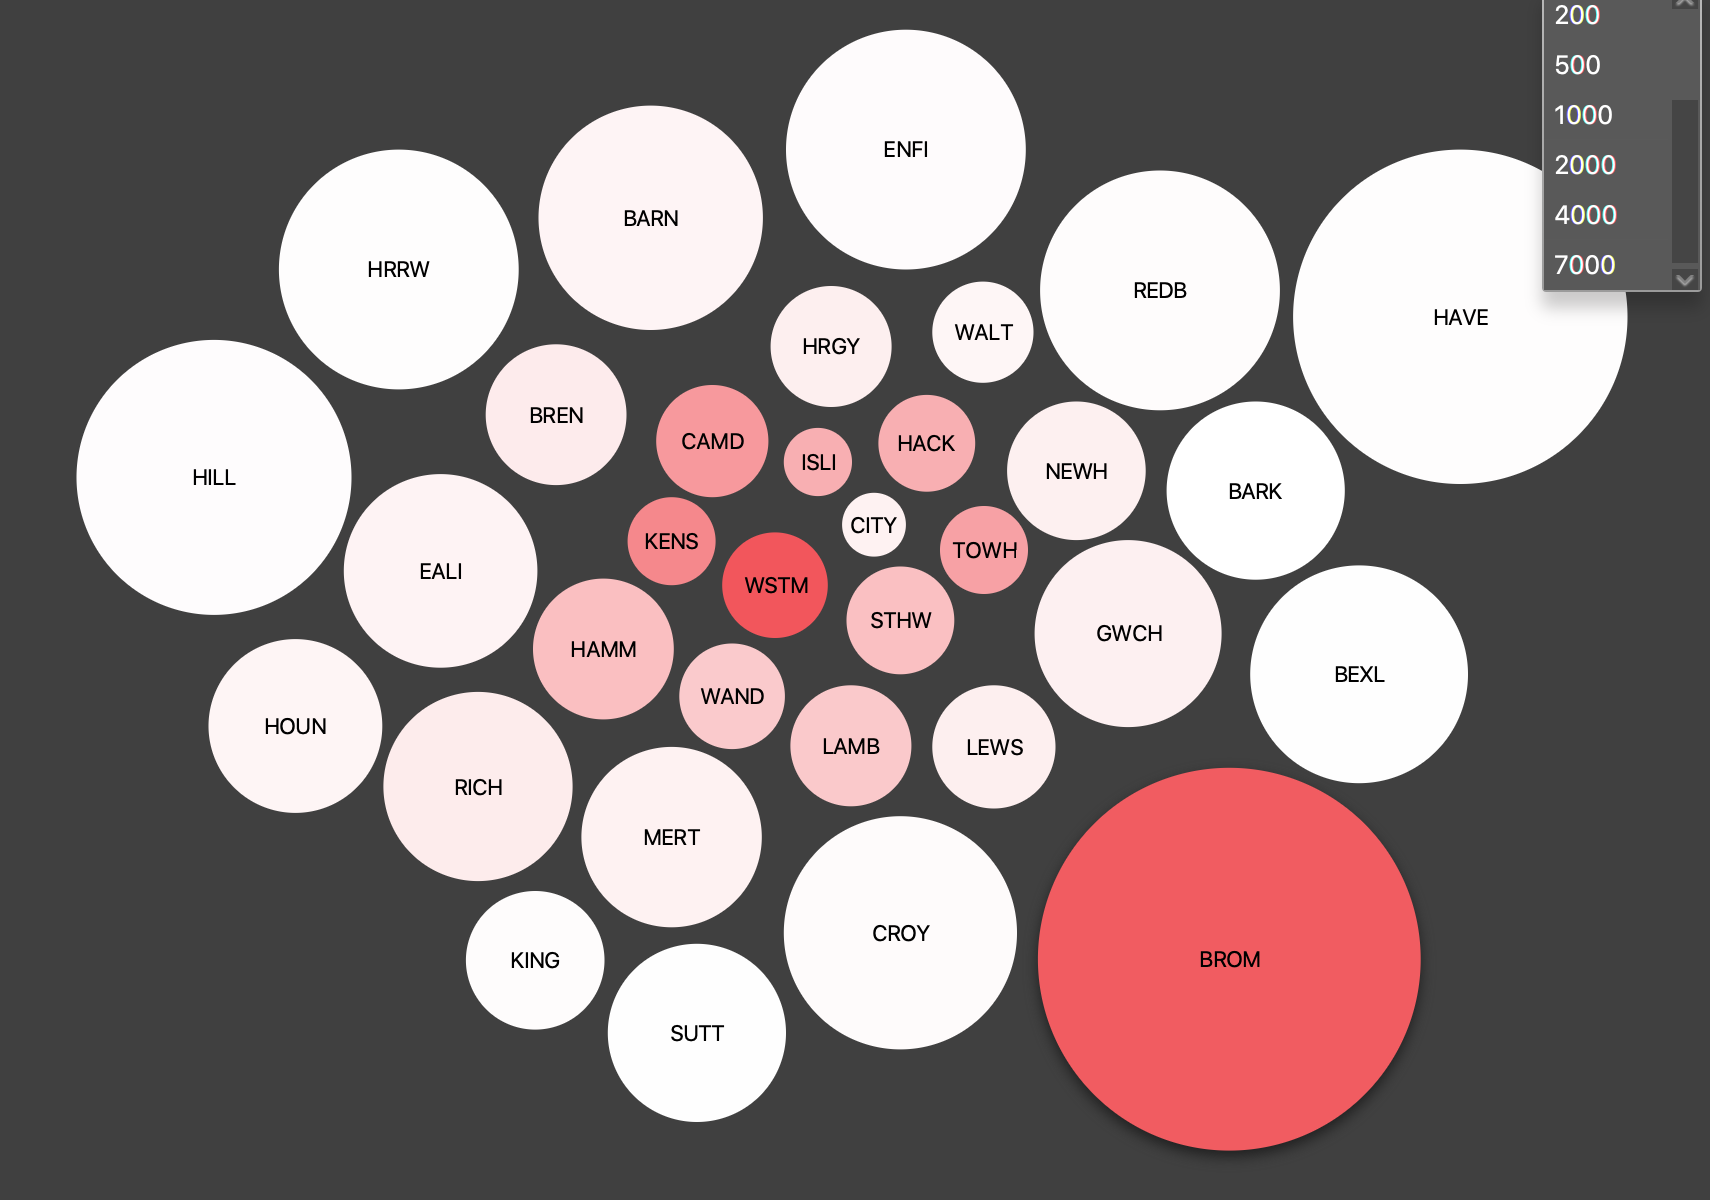 200
500
1000
2000
4000
7000
ENFI
BARN
HRRW
REDB
HAVE
WALT
HRGY
BREN
CAMD
HACK
ISLI
NEWH
HILL
BARK
CITY
KENS
TOWH
EALI
WSTM
STHW
GWCH
HAMM
BEXL
WAND
HOUN
LAMB
LEWS
RICH
MERT
CROY
BROM
KING
SUTT